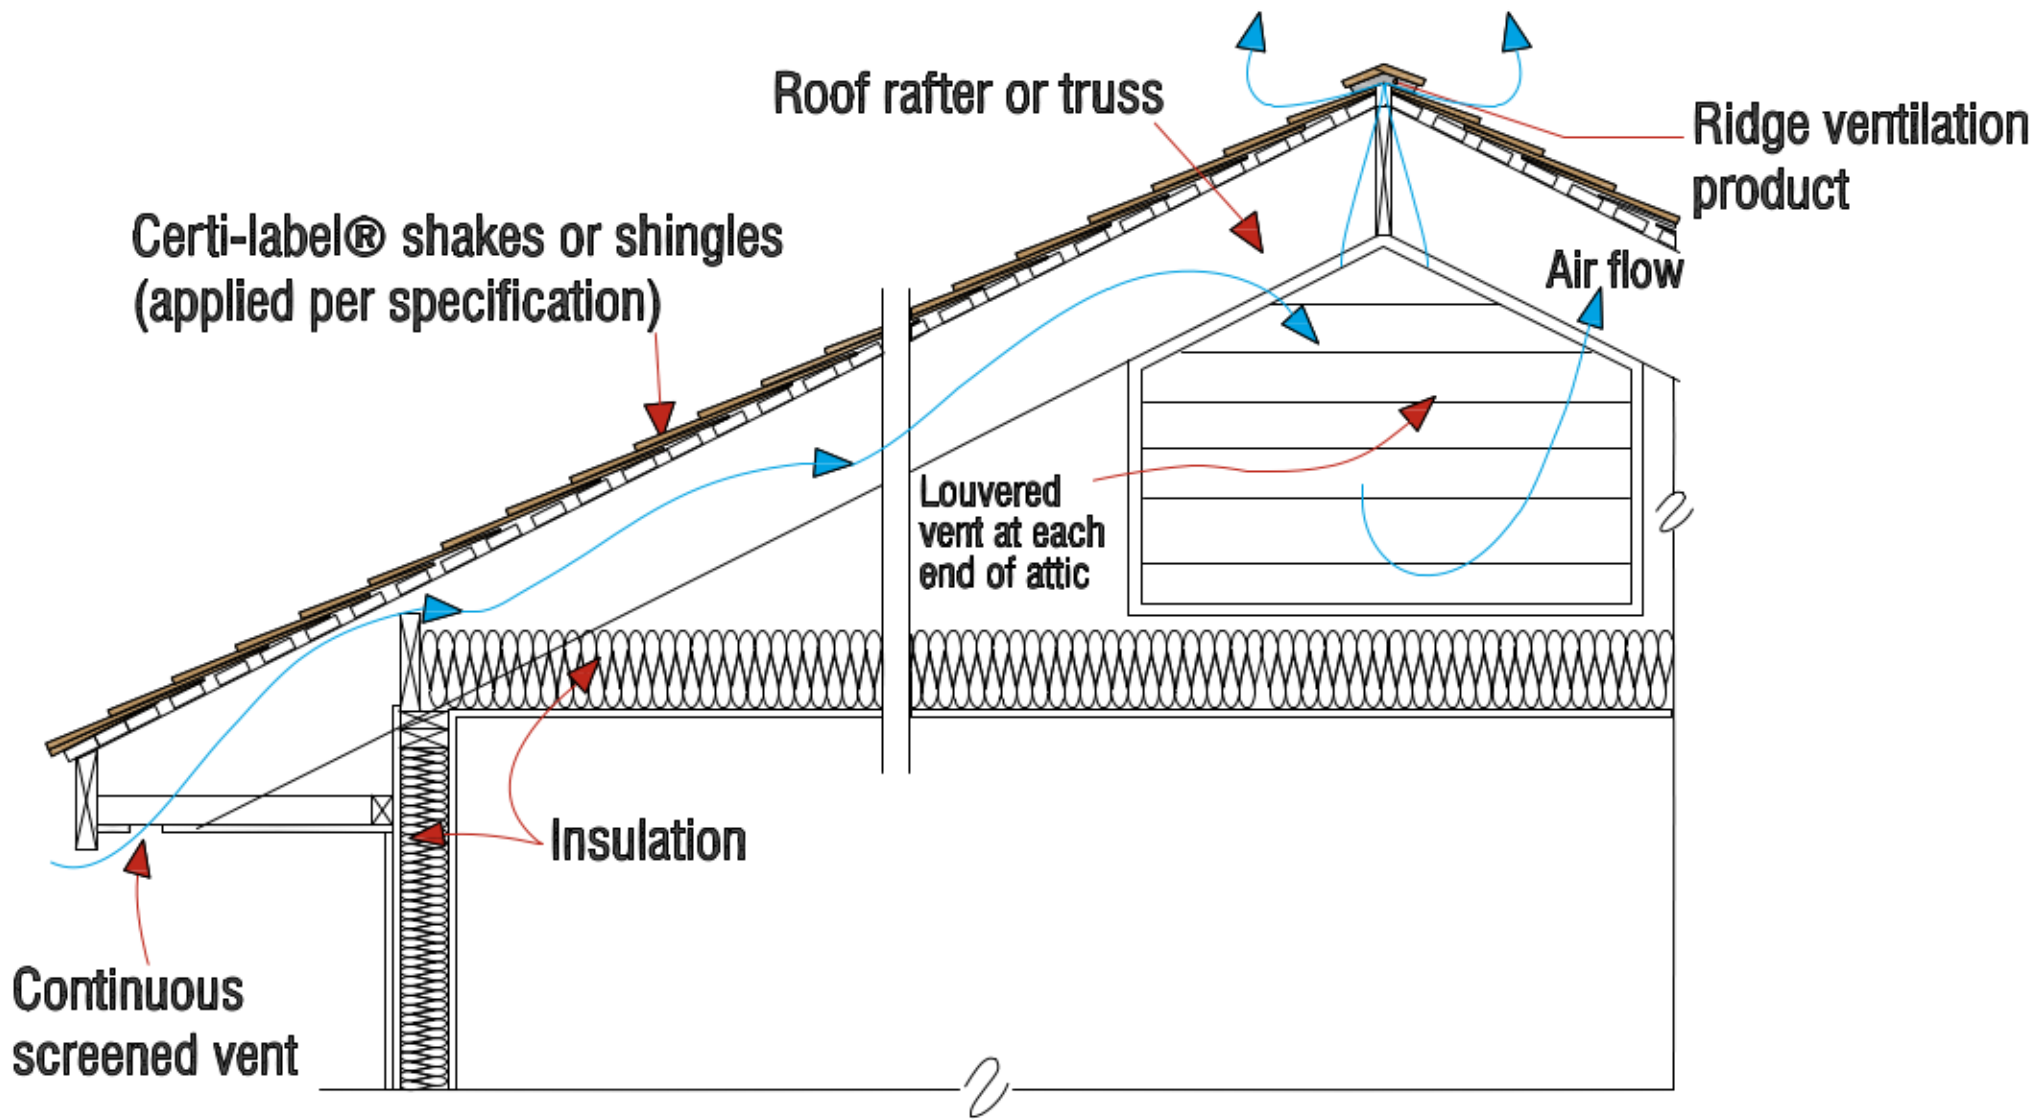 Roof rafter or truss
Ridge ventilation
product
Certi-label® shakes or shingles
(applied per specification)
Air flow
Louvered
vent at each
end of attic
Insulation
Continuous
screened vent